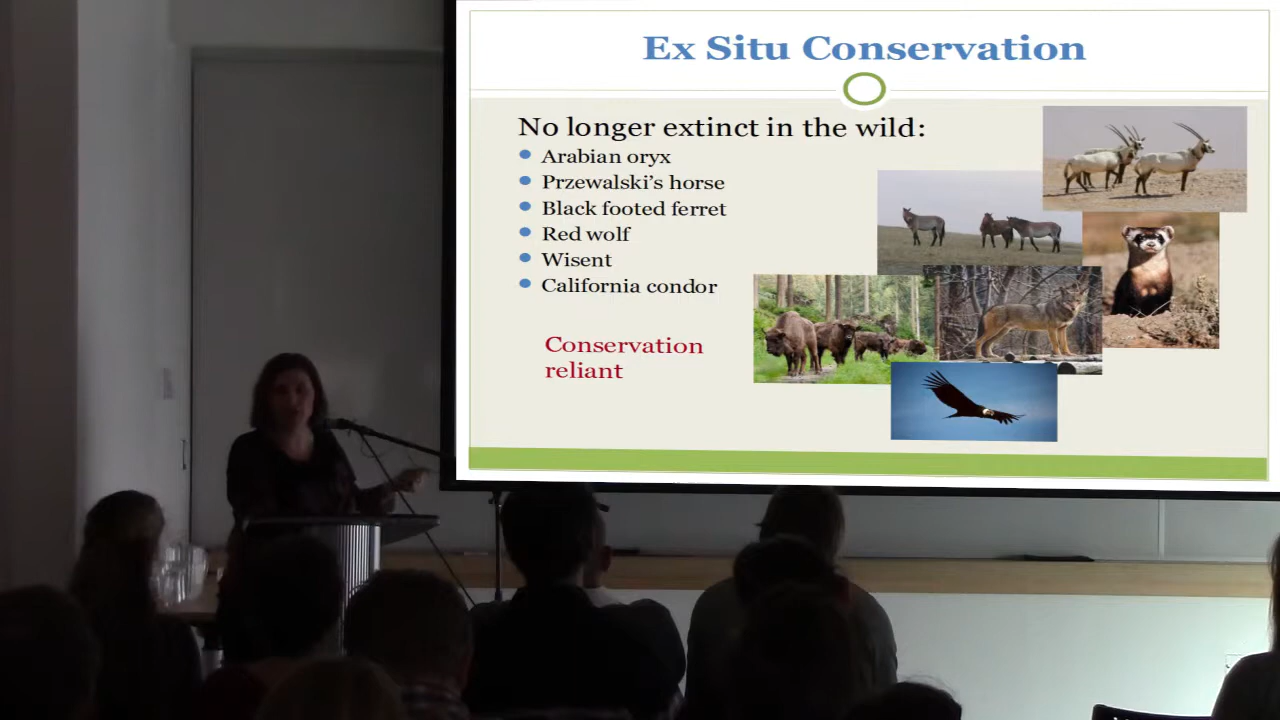 Ex Situ Conservation
No longer extinct in the wild:
Arabian oryx
Przewalski's horse
Black footed ferret
Red wolf
Wisent
California condor
Conservation
reliant